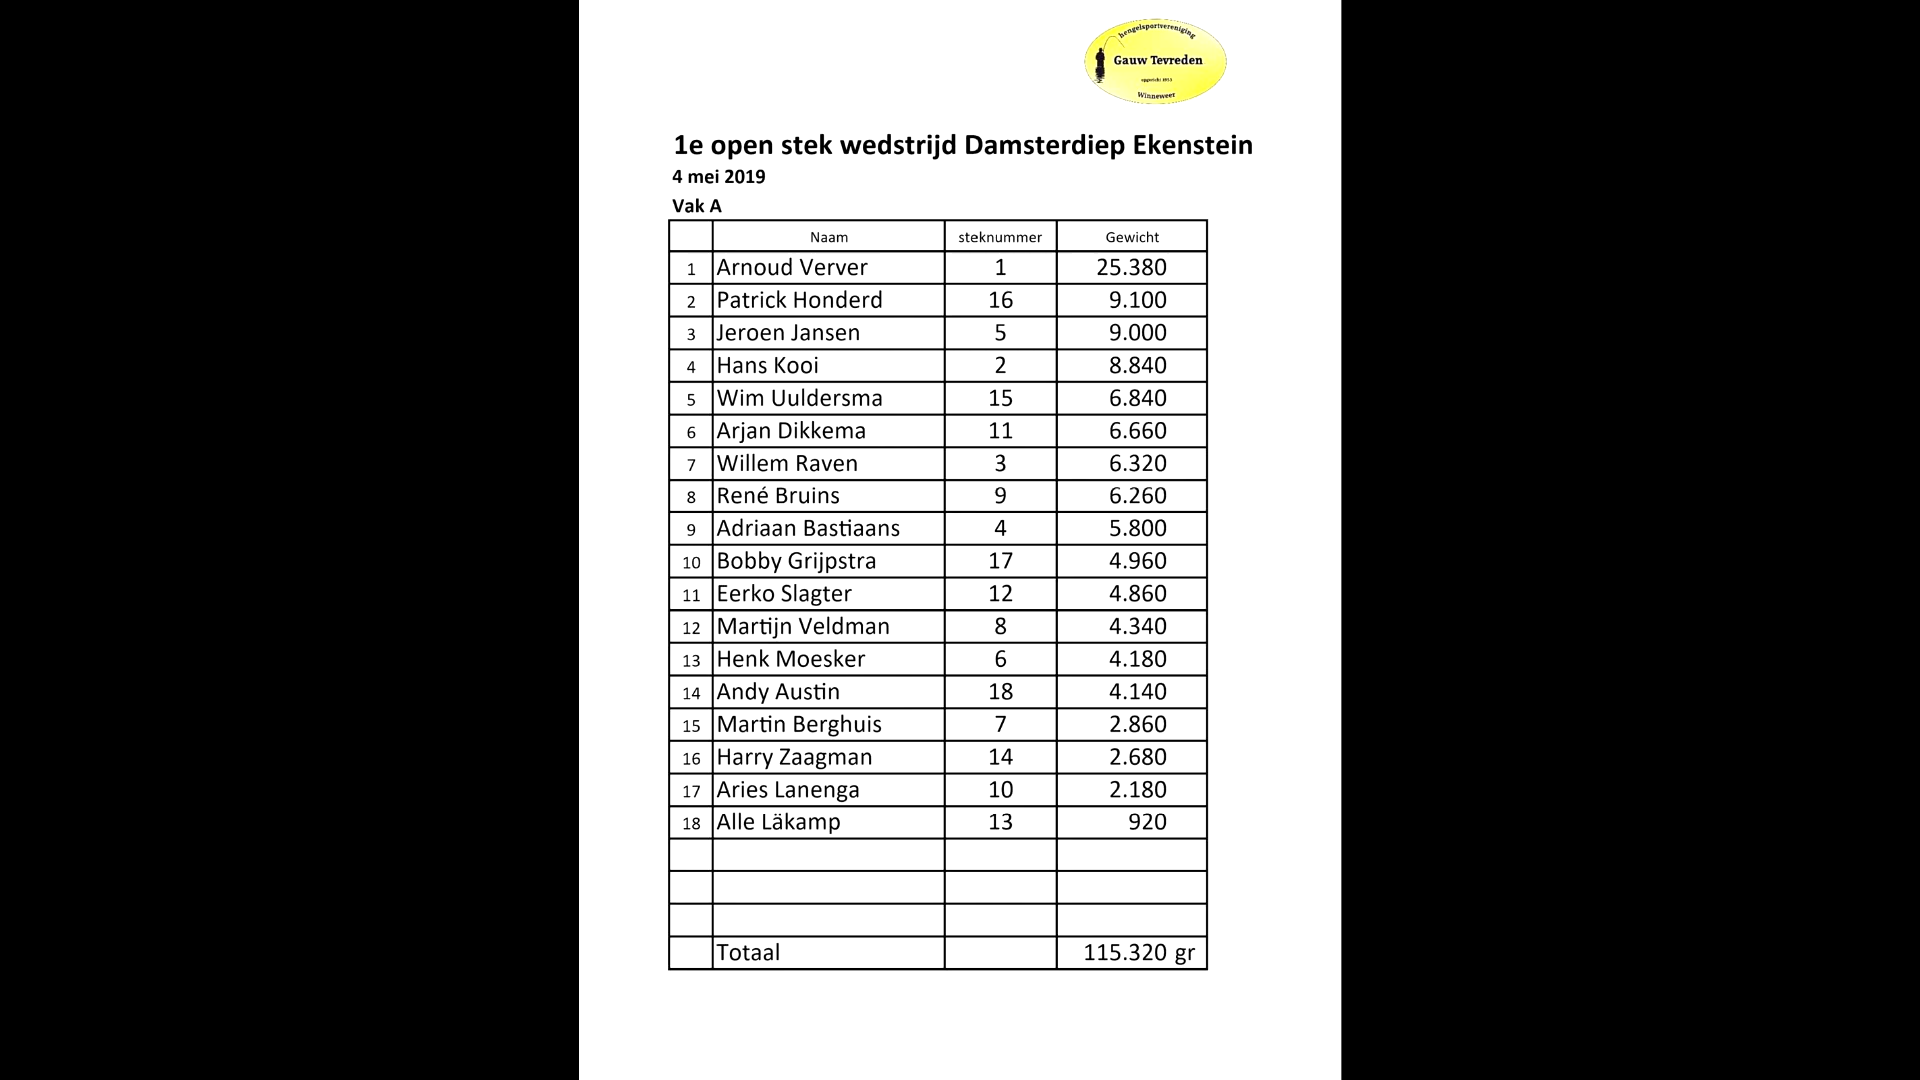 hengelsportvereniging
Gauw Tevreden
opgericht 1953
Winneweer
1e open stek wedstrijd Damsterdiep Ekenstein
4 mei 2019
Vak A
Naam steknummer Gewicht
1 Arnoud Verver 1 25.380
2 Patrick Honderd 16 9.100
3 Jeroen Jansen 5 9.000
4 Hans Kooi 2 8.840
5 Wim Uuldersma 15 6.840
6 Arjan Dikkema 11 6.660
7 Willem Raven 3 6.320
8 René Bruins 9 6.260
9 Adriaan Bastiaans 4 5.800
10 Bobby Grijpstra 17 4.960
11 Eerko Slagter 12 4.860
12 Martijn Veldman 8 4.340
13 Henk Moesker 6 4.180
14 Andy Austin 18 4.140
15 Martin Berghuis 7 2.860
16 Harry Zaagman 14 2.680
17 Aries Lanenga 10 2.180
18 Alle Läkamp 13 920
Totaal 115.320 gr